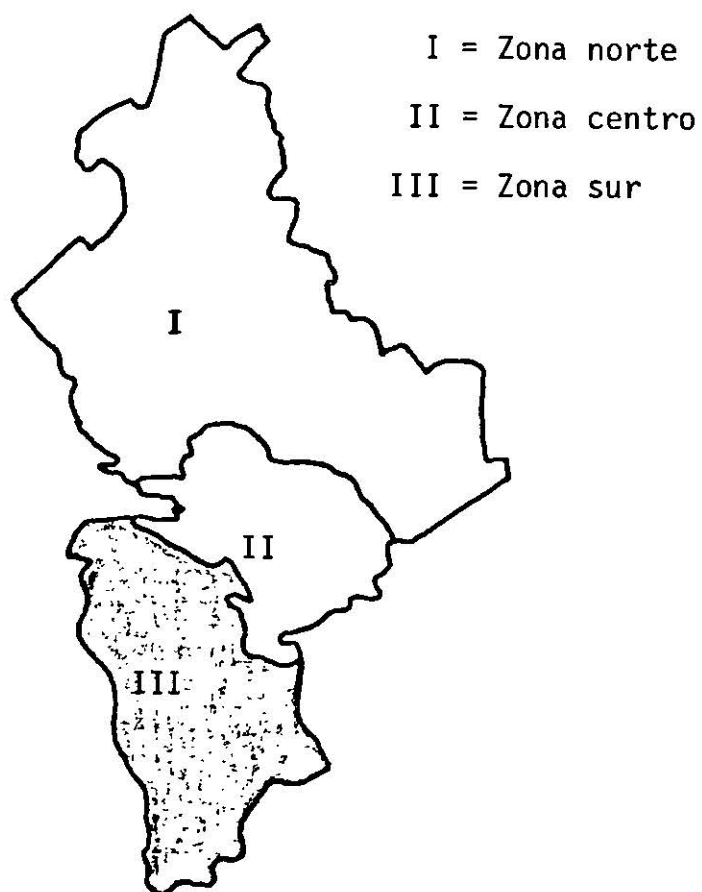 I = Zona norte
II = Zona centro
III = Zona sur
I
II
III